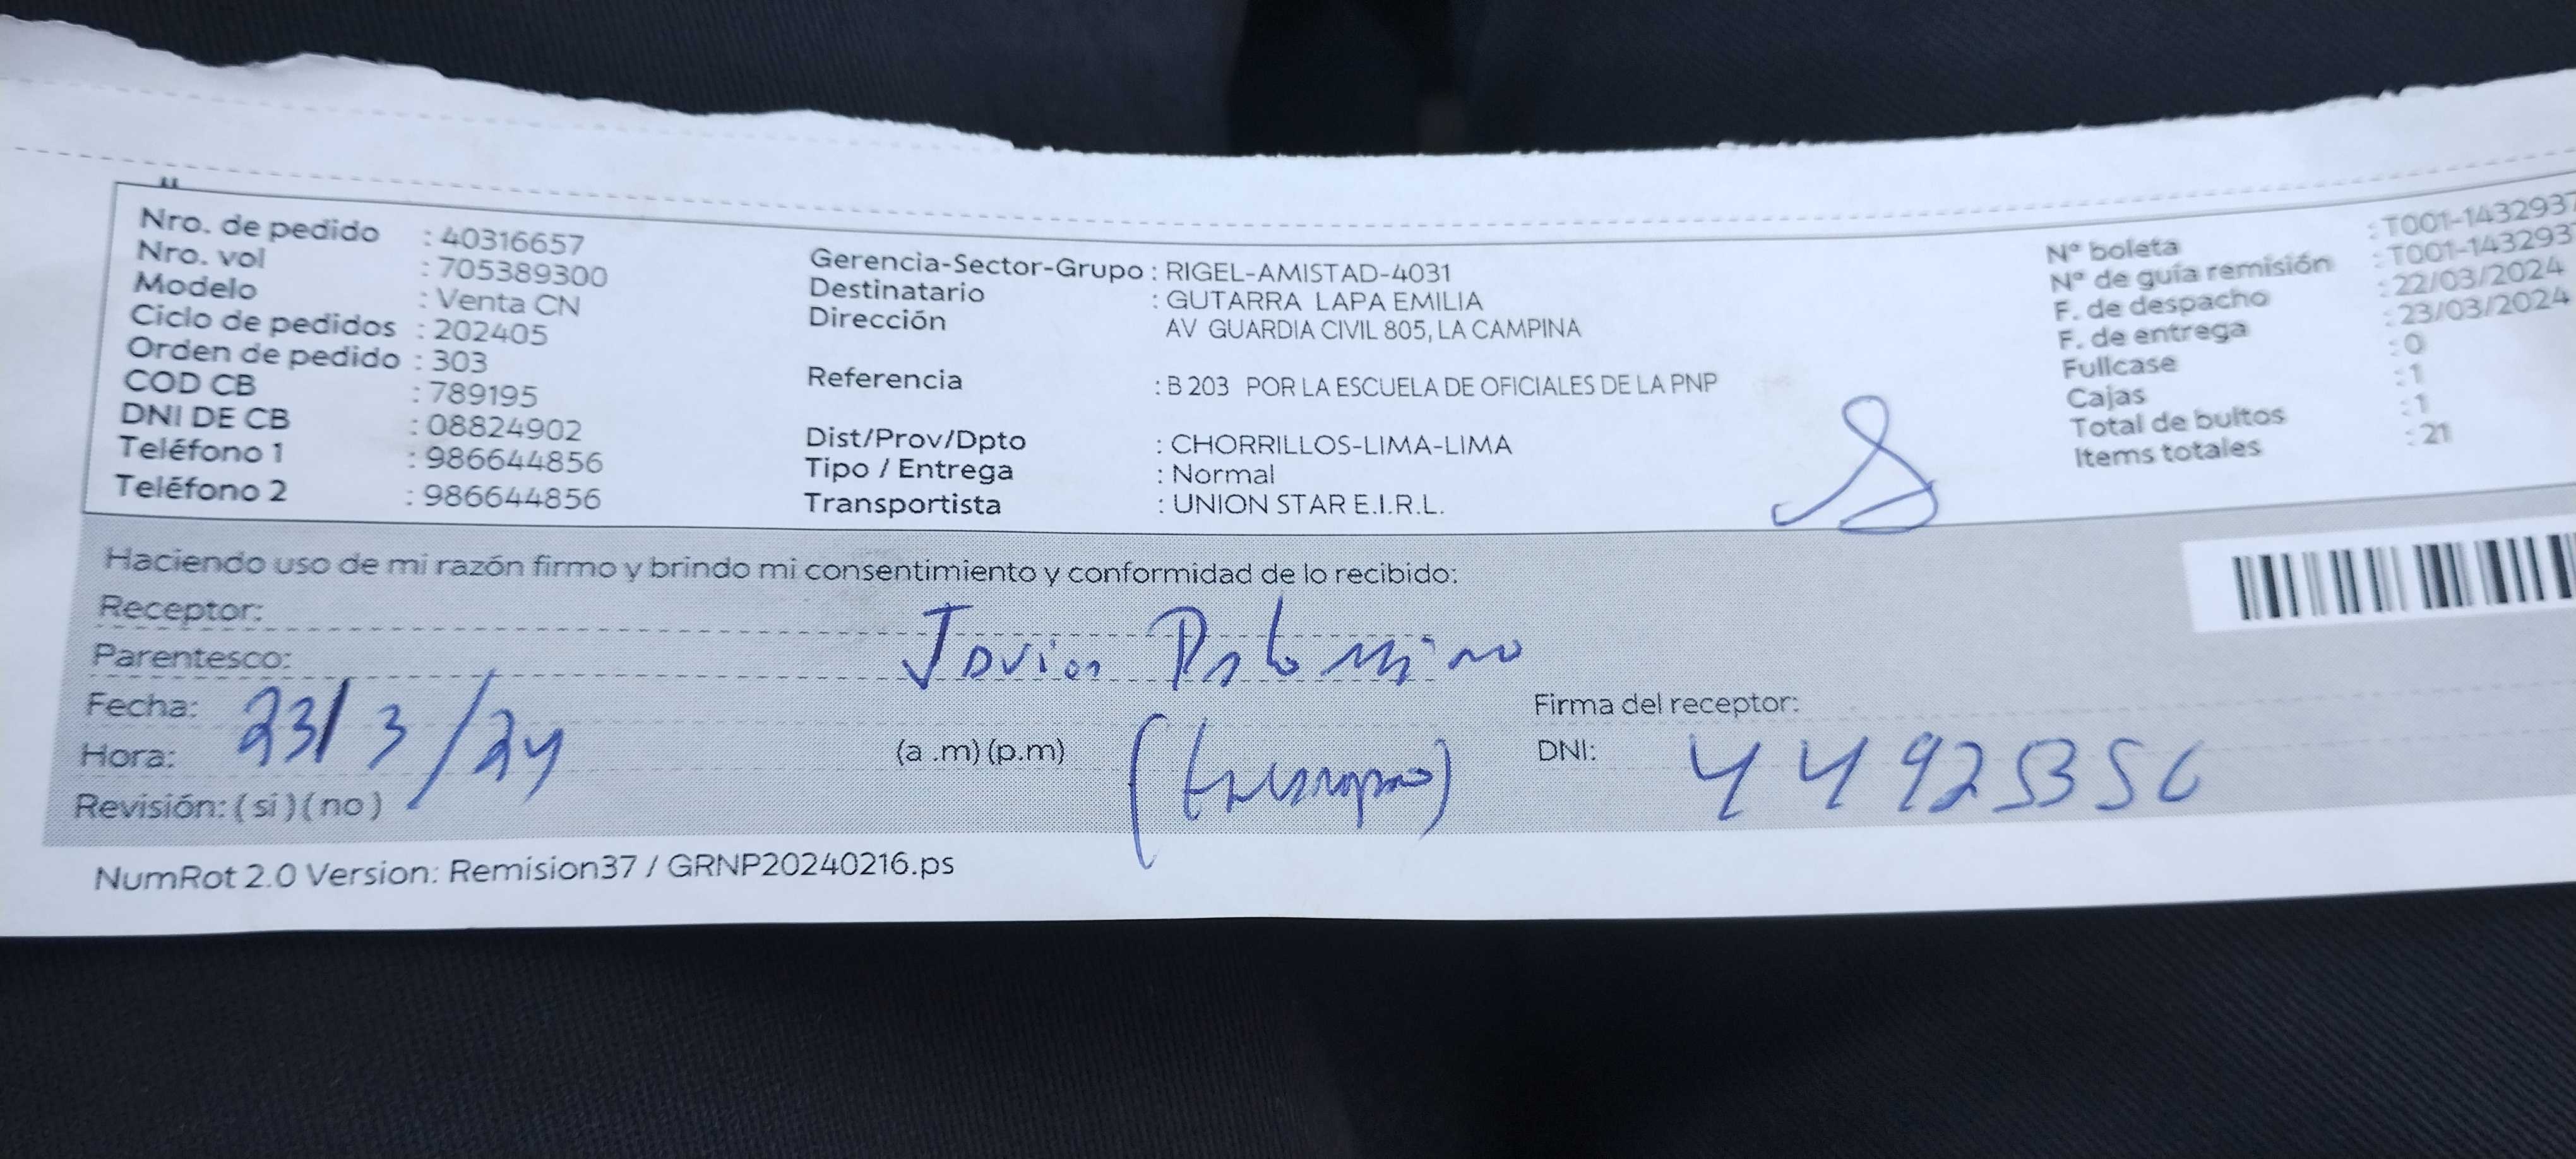 Nro. de pedido : 40316657
Nro. vol : 705389300
Modelo : Venta CN
Ciclo de pedidos : 202405
Orden de pedido : 303
COD CB : 789195
DNI DE CB : 08824902
Teléfono 1 : 986644856
Teléfono 2 : 986644856
Gerencia-Sector-Grupo : RIGEL-AMISTAD-4031
Destinatario : GUTARRA LAPA EMILIA
Dirección AV GUARDIA CIVIL 805, LA CAMPINA
Referencia : B 203 POR LA ESCUELA DE OFICIALES DE LA PNP
Dist/Prov/Dpto : CHORRILLOS-LIMA-LIMA
Tipo / Entrega : Normal
Transportista : UNION STAR E.I.R.L.
Nº boleta : T001-1432937
Nº de guía remisión : T001-143293
F. de despacho : 22/03/2024
F. de entrega : 23/03/2024
Fullcase : 0
Cajas : 1
Total de bultos : 1
Items totales : 21
Haciendo uso de mi razón firmo y brindo mi consentimiento y conformidad de lo recibido:
Receptor:
Javier Palomino
Parentesco:
Fecha: 23/3/24
Firma del receptor:
Hora: (a .m) (p.m)
DNI:
Revisión: ( si ) ( no )
NumRot 2.0 Version: Remision37 / GRNP20240216.ps